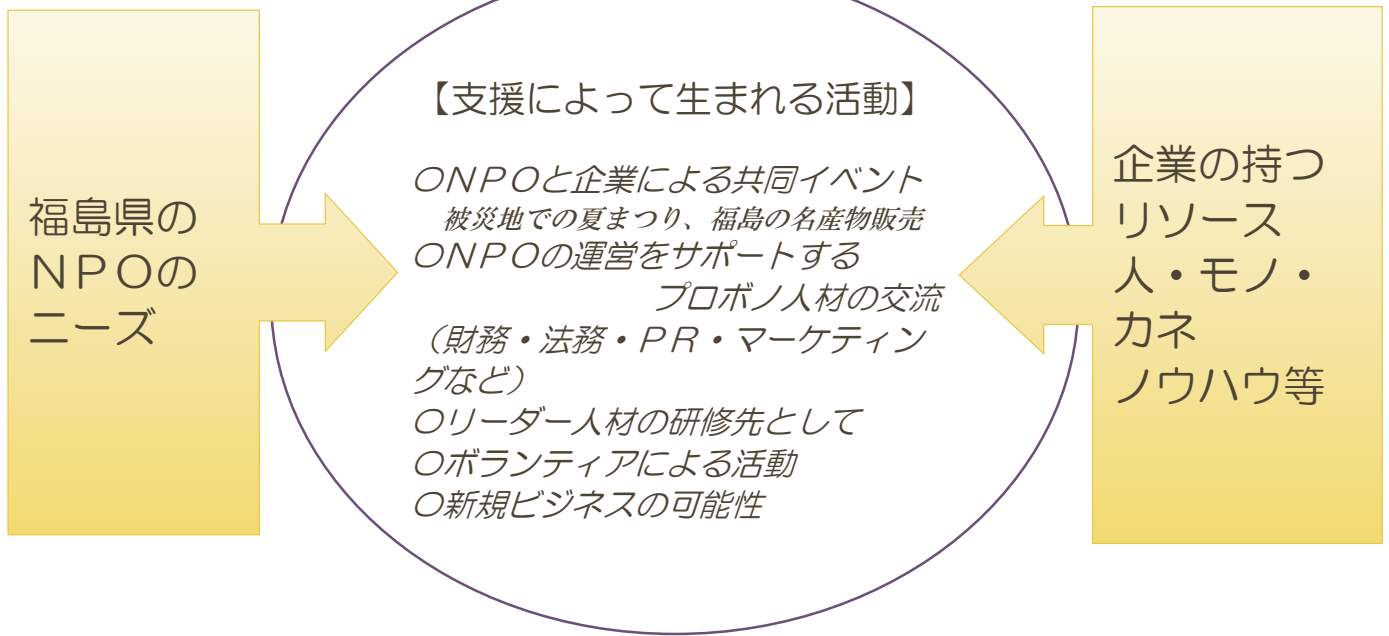 福島県の
ＮＰＯの
ニーズ
【支援によって生まれる活動】
○ＮＰＯと企業による共同イベント
被災地での夏まつり、福島の名産物販売
○ＮＰＯの運営をサポートする
プロボノ人材の交流
（財務・法務・ＰＲ・マーケティン
グなど）
○リーダー人材の研修先として
○ボランティアによる活動
○新規ビジネスの可能性
企業の持つ
リソース
人・モノ・
カネ
ノウハウ等